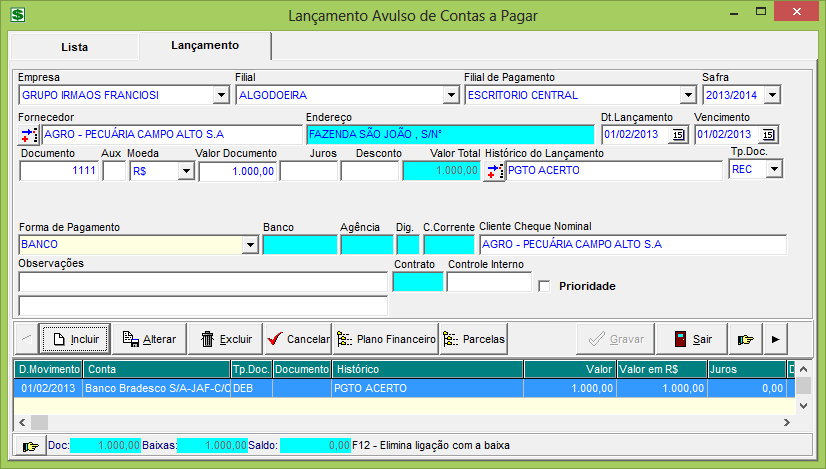 Lançamento Avulso de Contas a Pagar
Lista Lançamento
Empresa Filial Filial de Pagamento Safra
GRUPO IRMAOS FRANCIOSI ALGODOEIRA ESCRITORIO CENTRAL 2013/2014
Fornecedor Endereço Dt.Lançamento Vencimento
AGRO - PECUÁRIA CAMPO ALTO S.A FAZENDA SÃO JOÃO , S/N° 01/02/2013 15 01/02/2013 15
Documento Aux Moeda Valor Documento Juros Desconto Valor Total Histórico do Lançamento Tp.Doc.
1111 R$ 1.000,00 1.000,00 PGTO ACERTO REC
Forma de Pagamento Banco Agência Dig. C.Corrente Cliente Cheque Nominal
BANCO AGRO - PECUÁRIA CAMPO ALTO S.A
Observações Contrato Controle Interno
Prioridade
Incluir Alterar Excluir Cancelar Plano Financeiro Parcelas Gravar Sair
D.Movimento Conta Tp.Doc. Documento Histórico Valor Valor em R$ Juros D
01/02/2013 Banco Bradesco S/A-JAF-C/C DEB PGTO ACERTO 1.000,00 1.000,00 0,00
Doc: 1.000,00 Baixas: 1.000,00 Saldo: 0,00 F12 - Elimina ligação com a baixa